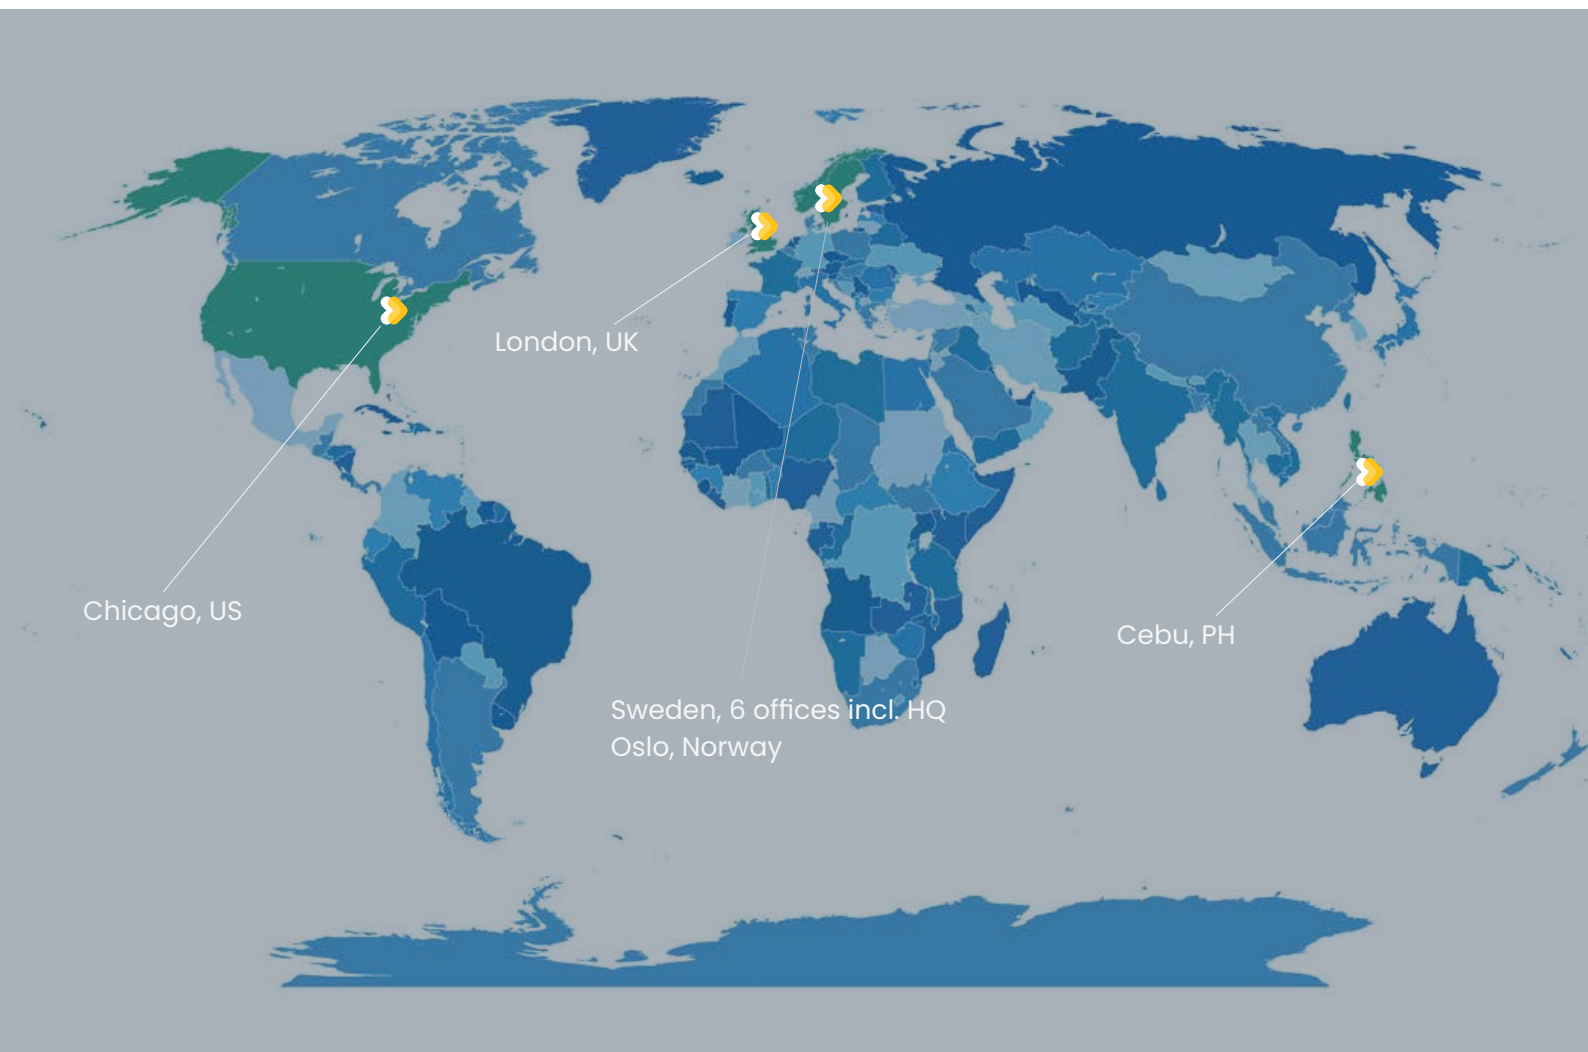 London, UK
Chicago, US
Cebu, PH
Sweden, 6 offices incl. HQ
Oslo, Norway